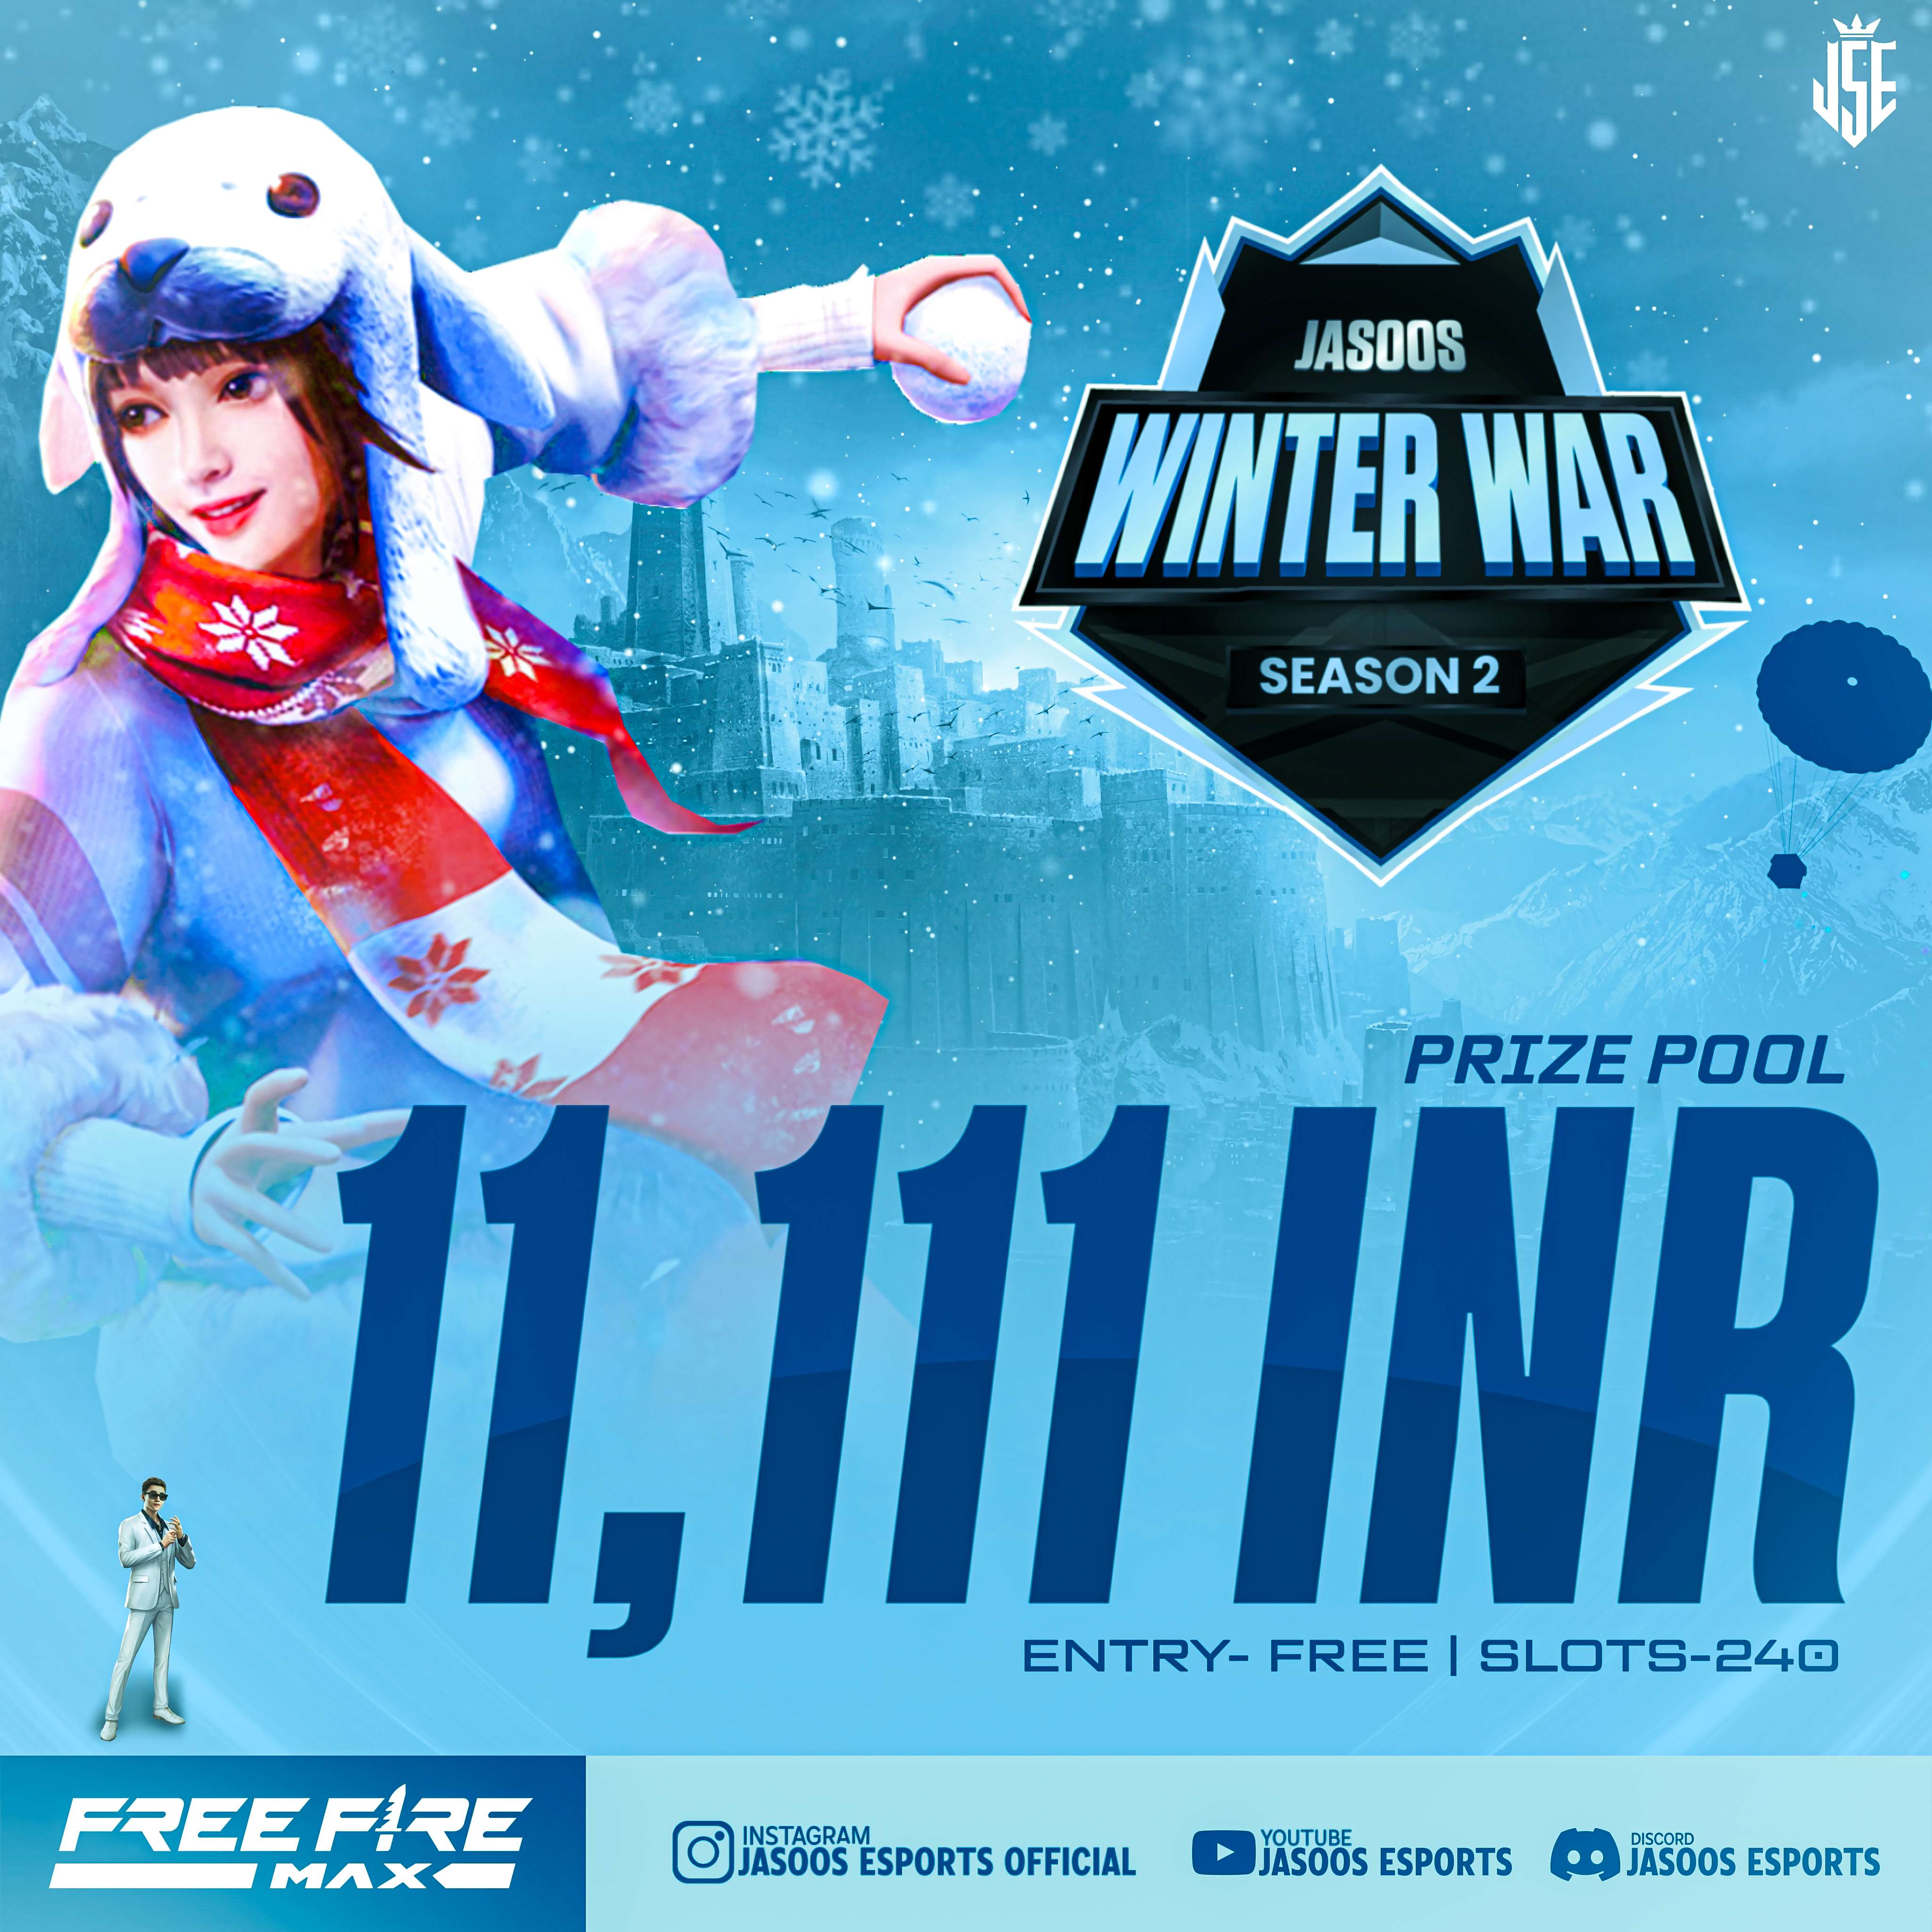 JSE
JASOOS
WINTER WAR
SEASON 2
PRIZE POOL
11,111 INR
ENTRY- FREE | SLOTS-240
FREE FIRE
MAX
INSTAGRAM
JASOOS ESPORTS OFFICIAL
YOUTUBE
JASOOS ESPORTS
DISCORD
JASOOS ESPORTS